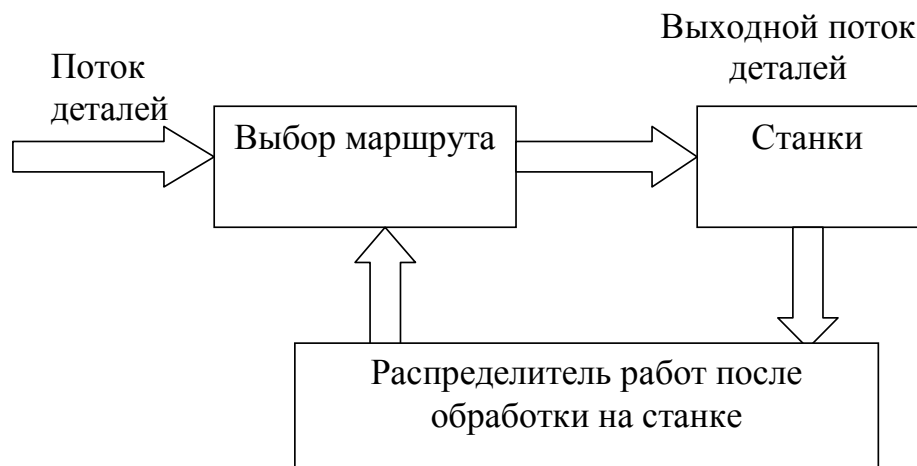 Поток
деталей
Выбор маршрута
Выходной поток
деталей
Станки
Распределитель работ после
обработки на станке